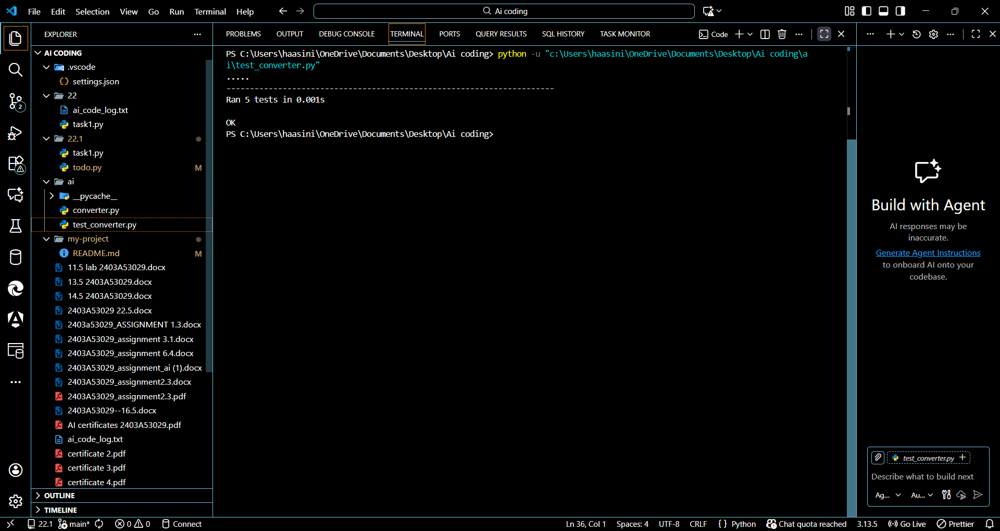 File Edit Selection View Go Run Terminal Help
Ai coding
EXPLORER
AI CODING
.vscode
settings.json
22
ai_code_log.txt
task1.py
22.1
task1.py
todo.py M
ai
__pycache__
converter.py
test_converter.py
my-project
README.md M
11.5 lab 2403A53029.docx
13.5 2403A53029.docx
14.5 2403A53029.docx
2403A53029 22.5.docx
2403a53029_ASSIGNMENT 1.3.docx
2403A53029_assignment 3.1.docx
2403A53029_assignment 6.4.docx
2403A53029_assignment_ai (1).docx
2403A53029_assignment2.3.docx
2403A53029_assignment2.3.pdf
2403A53029--16.5.docx
AI certificates 2403A53029.pdf
ai_code_log.txt
certificate 2.pdf
certificate 3.pdf
certificate 4.pdf
OUTLINE
TIMELINE
2
PROBLEMS OUTPUT DEBUG CONSOLE TERMINAL PORTS QUERY RESULTS SQL HISTORY TASK MONITOR
Code
PS C:\Users\haasini\OneDrive\Documents\Desktop\Ai coding> python -u "c:\Users\haasini\OneDrive\Documents\Desktop\Ai coding\a
i\test_converter.py"
.....
----------------------------------------------------------------------
Ran 5 tests in 0.001s
OK
PS C:\Users\haasini\OneDrive\Documents\Desktop\Ai coding>
Build with Agent
AI responses may be
inaccurate.
Generate Agent Instructions
to onboard AI onto your
codebase.
test_converter.py
Describe what to build next
Ag... Au...
22.1 main* 0 0 Connect
Ln 36, Col 1 Spaces: 4 UTF-8 CRLF {} Python Chat quota reached 3.13.5 Go Live Prettier